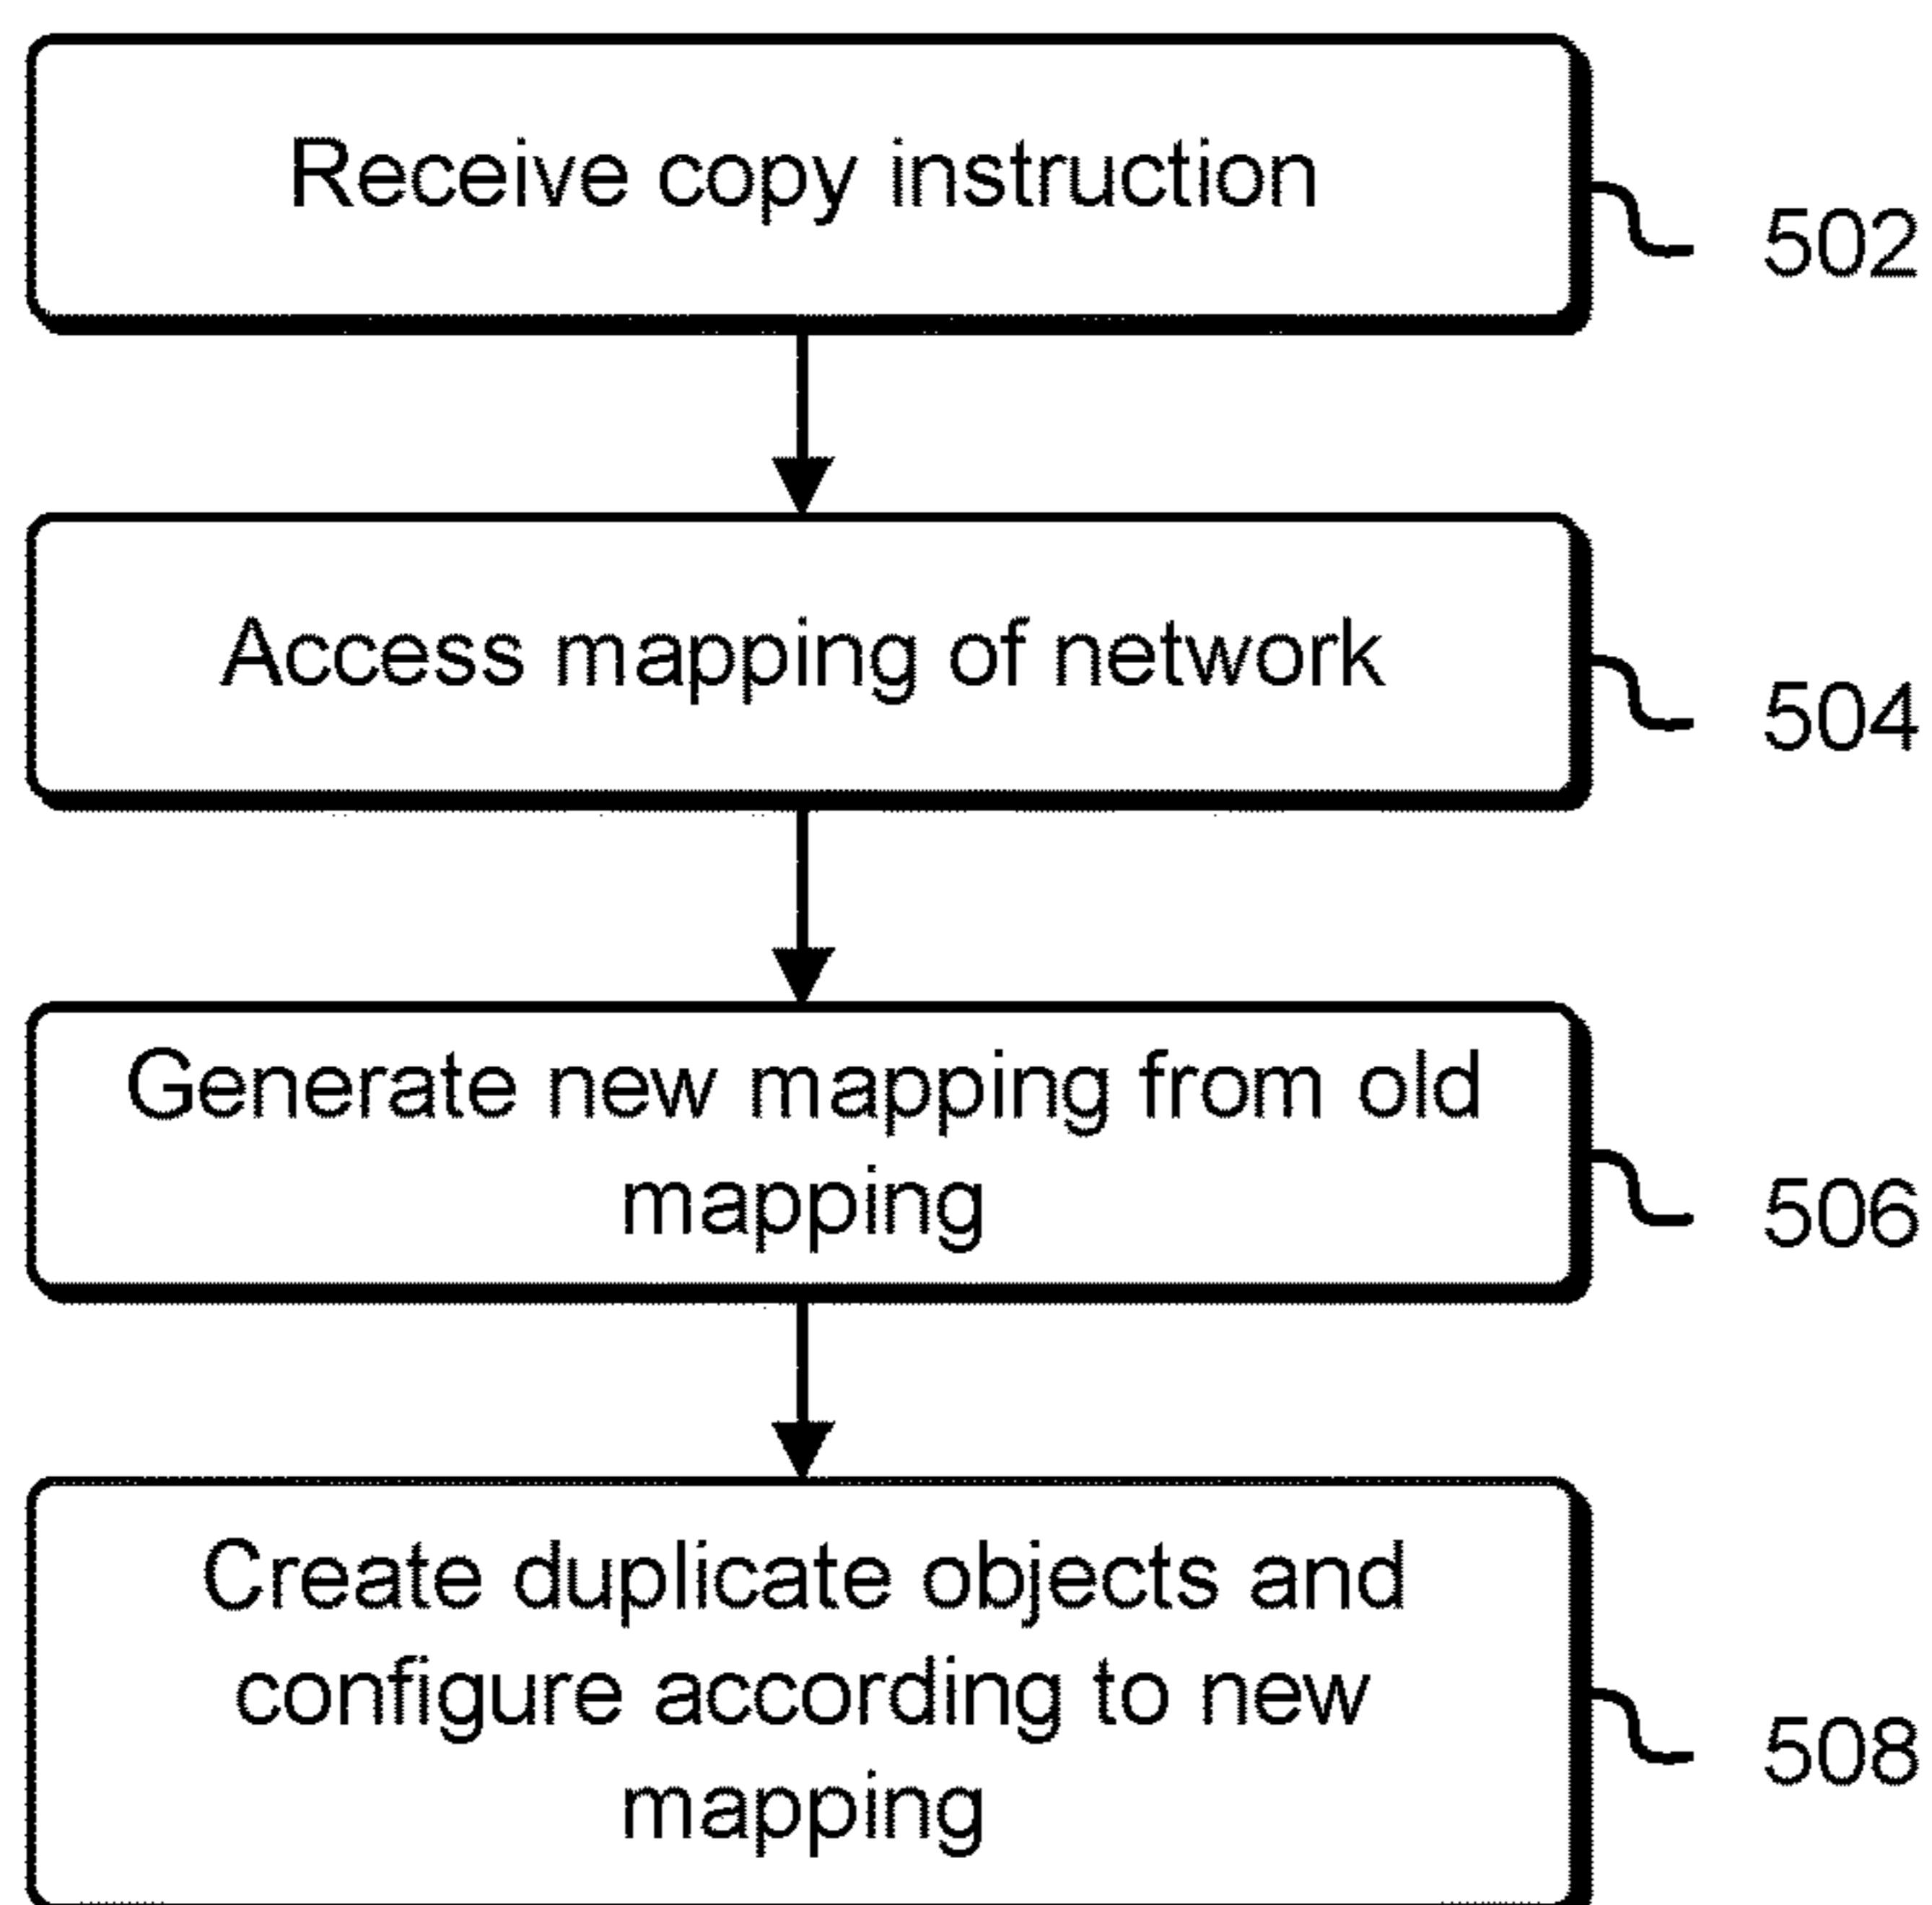 Receive copy instruction
502
Access mapping of network
504
Generate new mapping from old
mapping
506
Create duplicate objects and
configure according to new
mapping
508